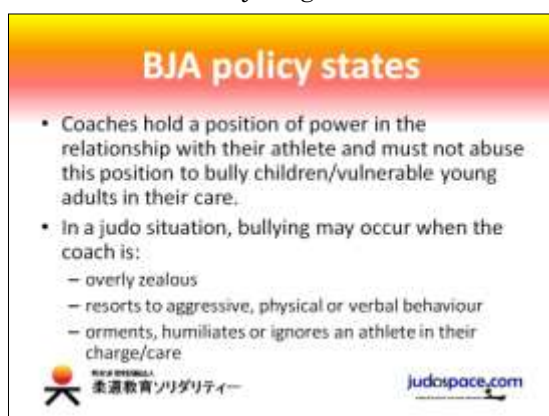 BJA policy states
• Coaches hold a position of power in the
relationship with their athlete and must not abuse
this position to bully children/vulnerable young
adults in their care.
• In a judo situation, bullying may occur when the
coach is:
– overly zealous
– resorts to aggressive, physical or verbal behaviour
– orments, humiliates or ignores an athlete in their
charge/care
柔道教育ソリダリティー
judospace.com